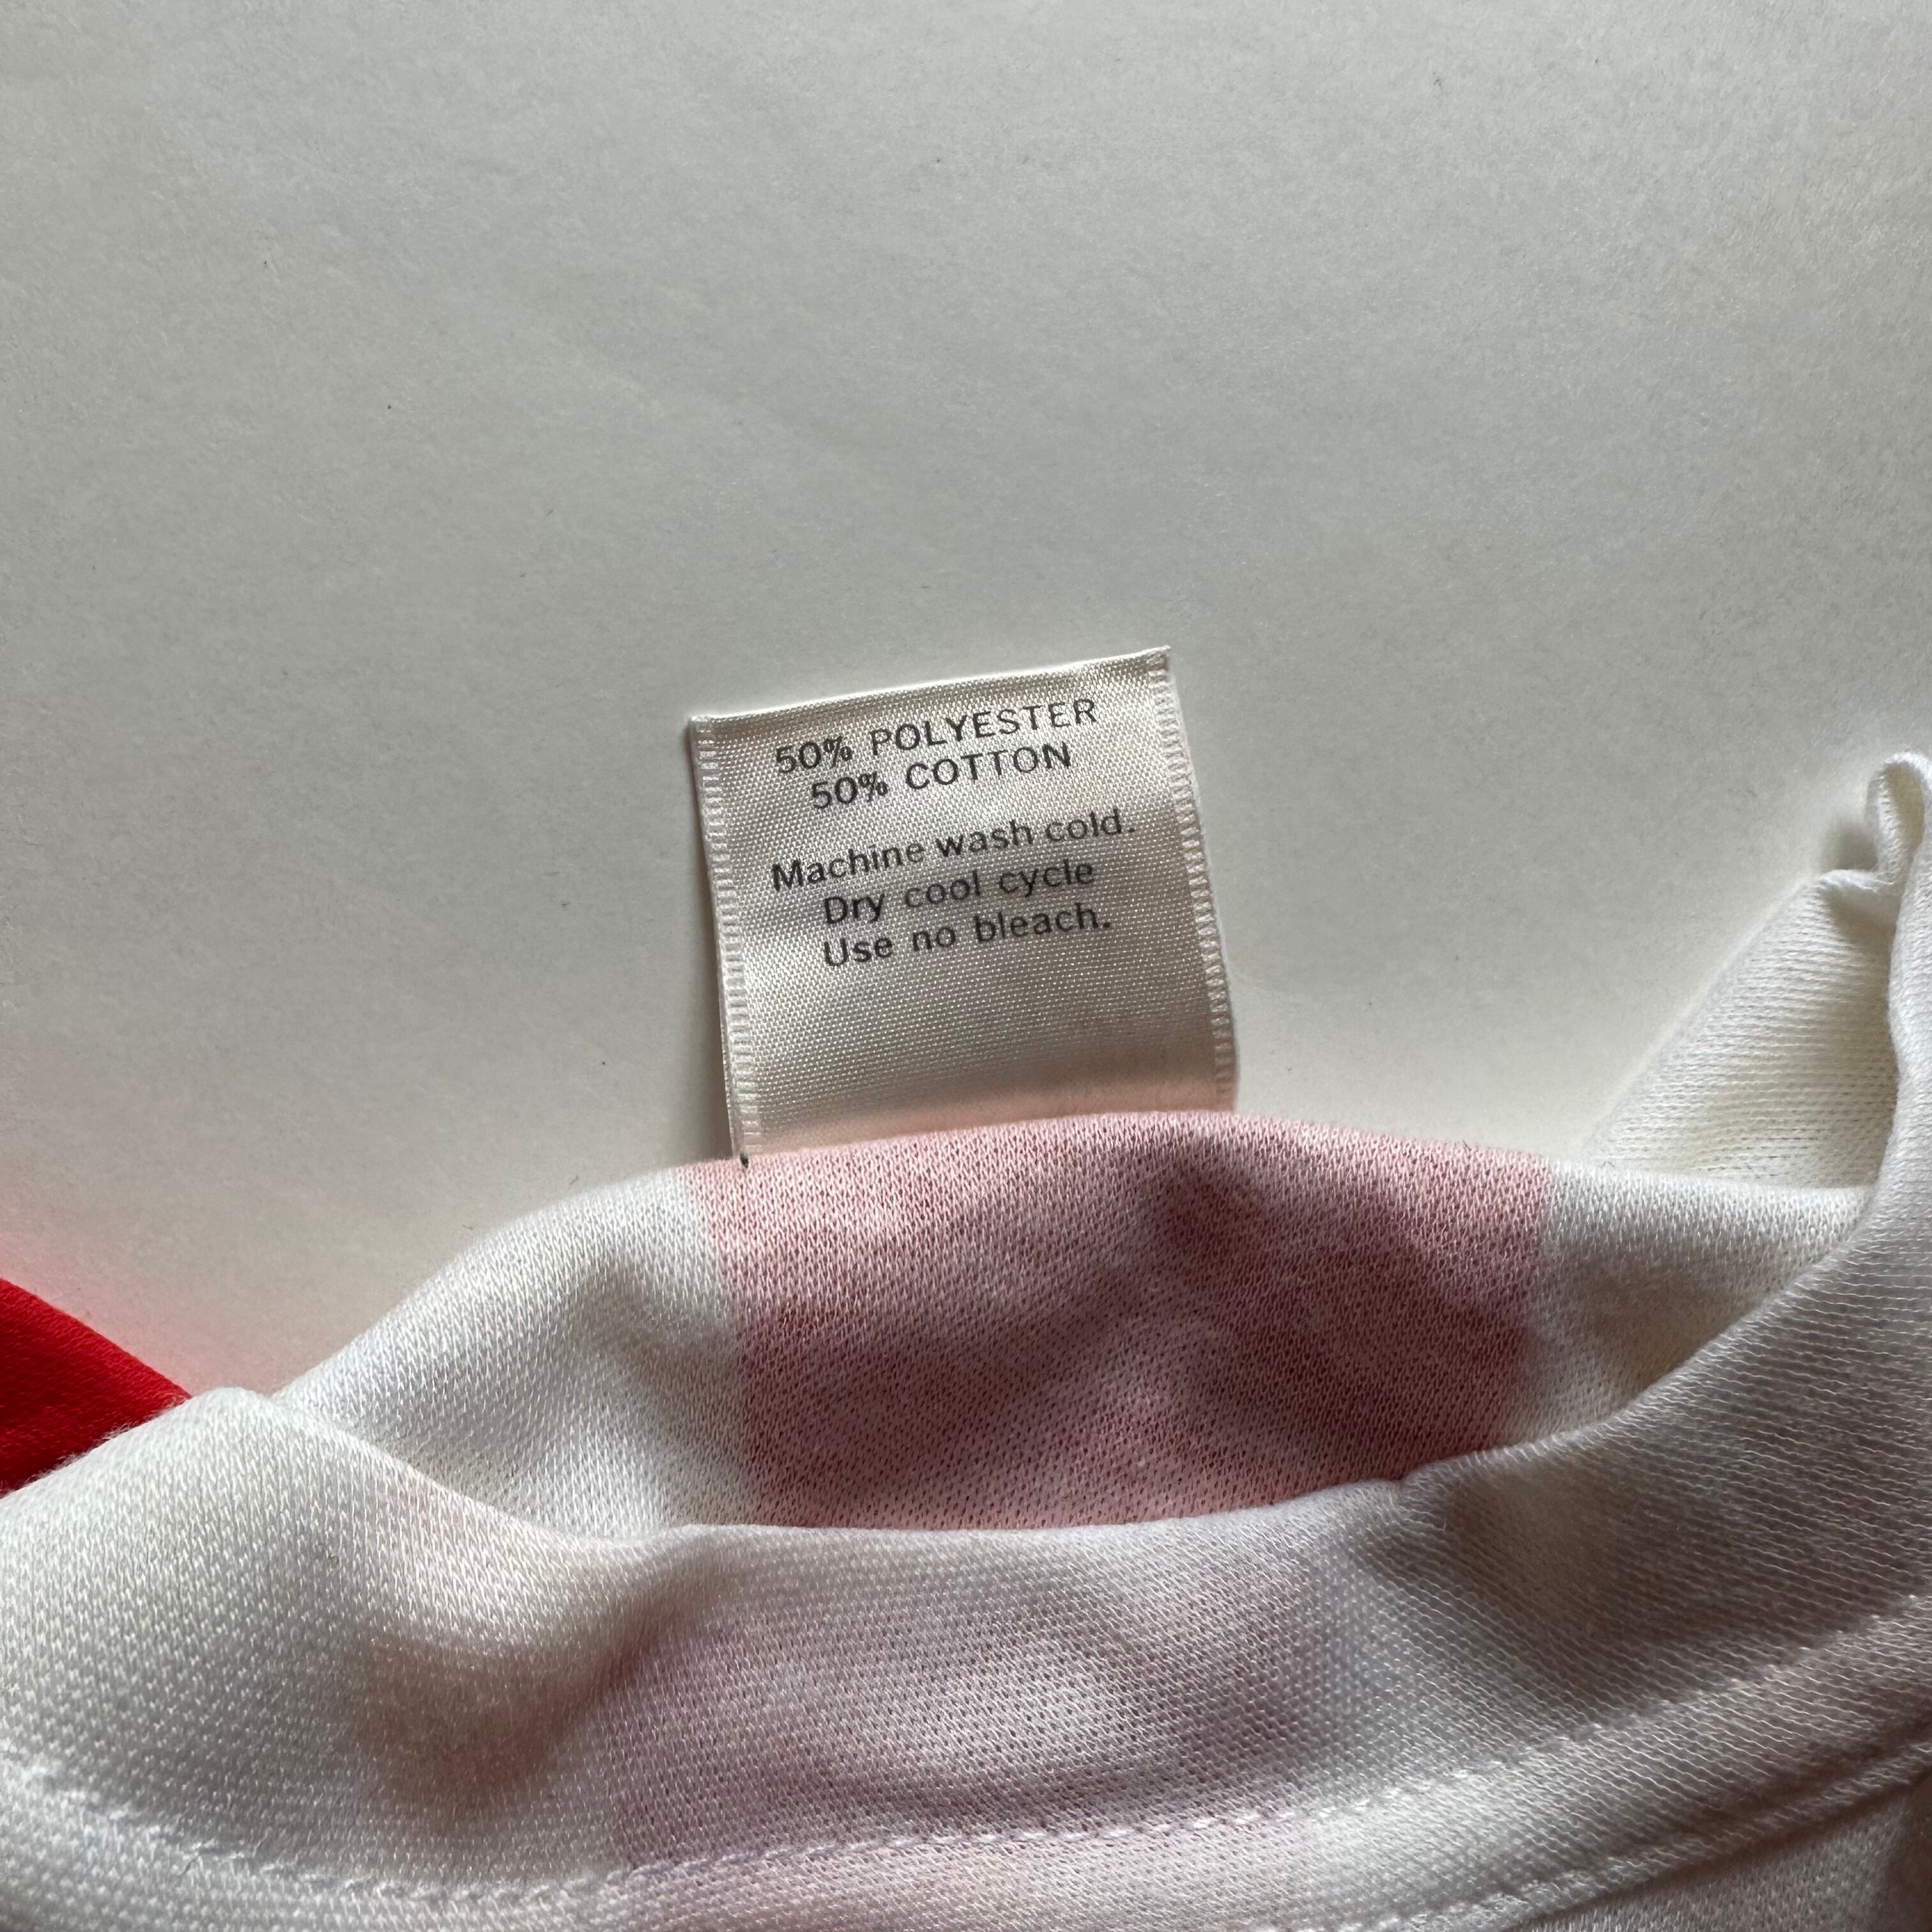 50% POLYESTER
50% COTTON
Machine wash cold.
Dry cool cycle
Use no bleach.